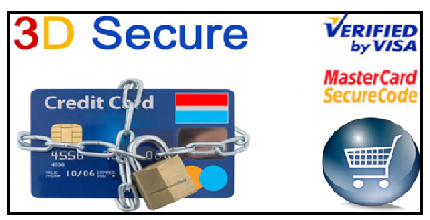 3D Secure
VERIFIED
by VISA
MasterCard
SecureCode
Credit Card
4556
10/06